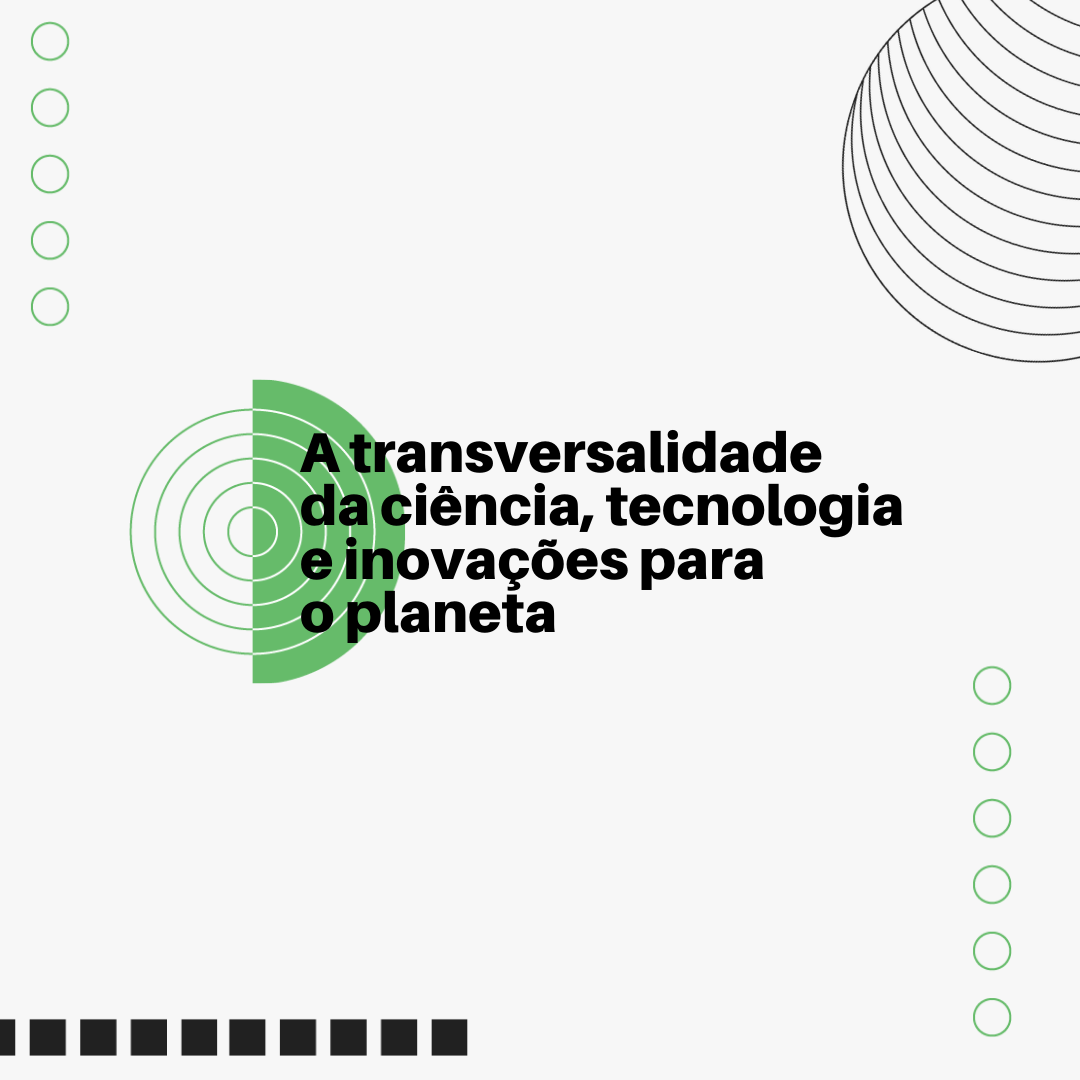 A transversalidade
da ciência, tecnologia
e inovações para
o planeta